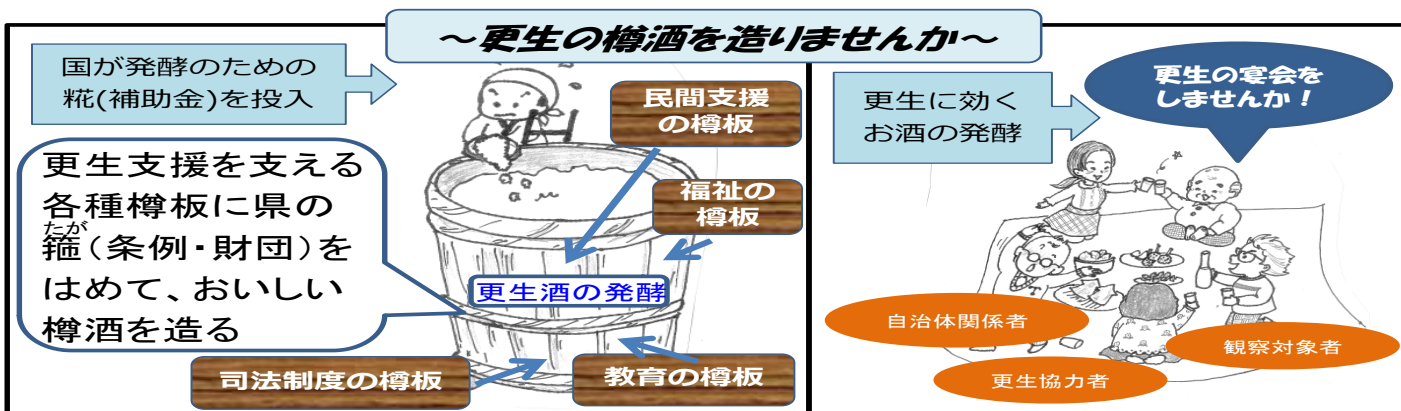 ～更生の樽酒を造りませんか～
国が発酵のための
糀(補助金)を投入
更生支援を支える
各種樽板に県の
たが
箍(条例・財団)を
はめて、おいしい
樽酒を造る
民間支援
の樽板
福祉の
樽板
更生酒の発酵
司法制度の樽板
教育の樽板
更生に効く
お酒の発酵
更生の宴会を
しませんか！
自治体関係者
観察対象者
更生協力者